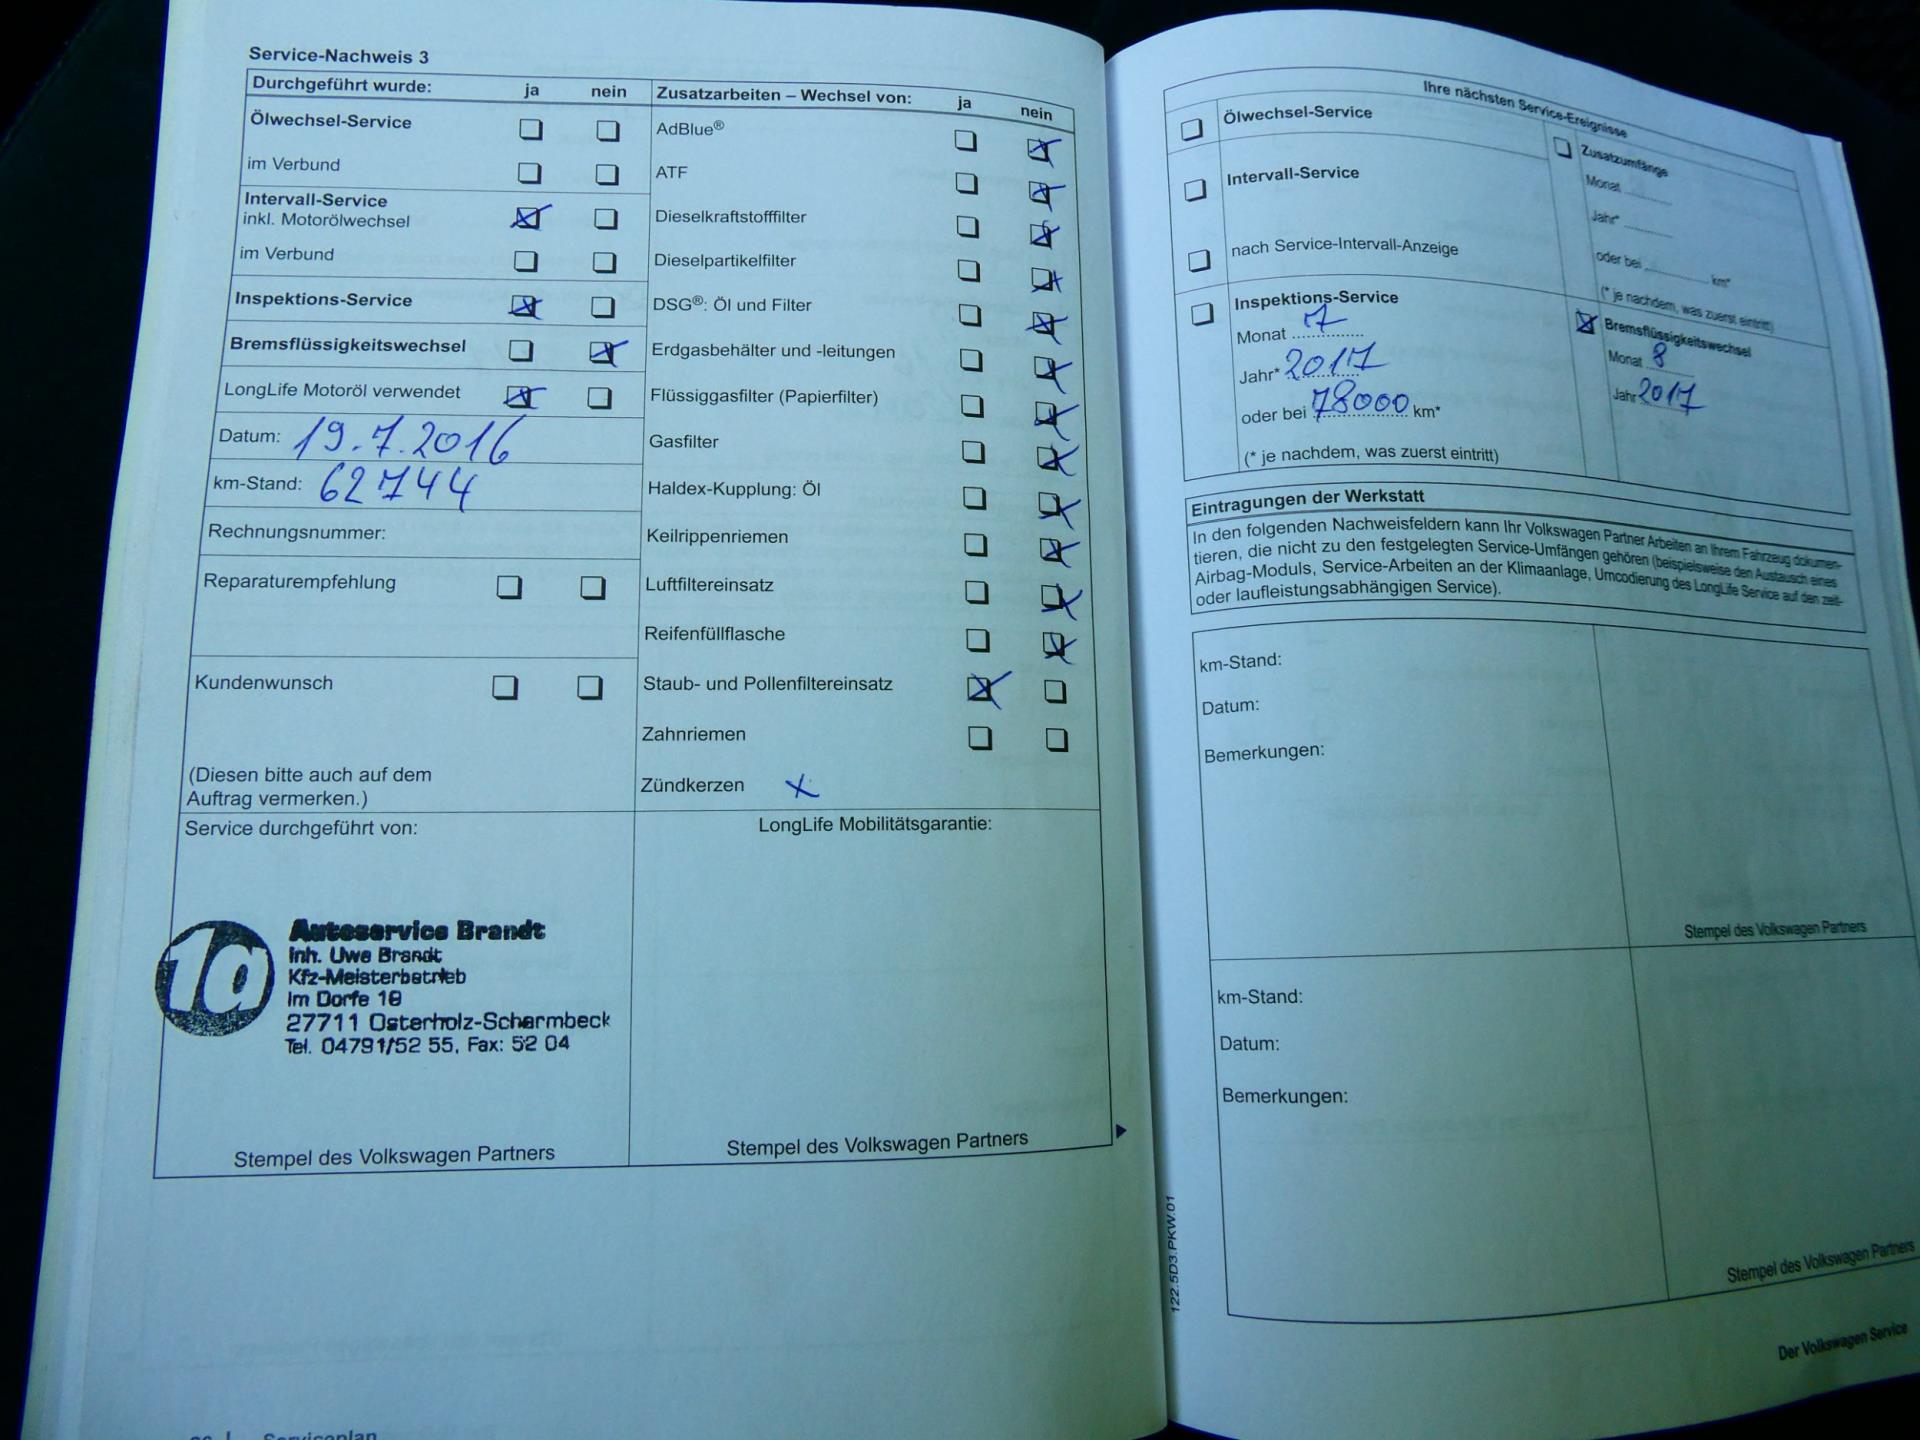 Service-Nachweis 3
Durchgeführt wurde: ja nein
Ölwechsel-Service
im Verbund
Intervall-Service
inkl. Motorölwechsel
im Verbund
Inspektions-Service
Bremsflüssigkeitswechsel
LongLife Motoröl verwendet
Datum: 19.7.2016
km-Stand: 62744
Rechnungsnummer:
Reparaturempfehlung
Kundenwunsch
(Diesen bitte auch auf dem
Auftrag vermerken.)
Zusatzarbeiten – Wechsel von: ja nein
AdBlue®
ATF
Dieselkraftstofffilter
Dieselpartikelfilter
DSG®: Öl und Filter
Erdgasbehälter und -leitungen
Flüssiggasfilter (Papierfilter)
Gasfilter
Haldex-Kupplung: Öl
Keilrippenriemen
Luftfiltereinsatz
Reifenfüllflasche
Staub- und Pollenfiltereinsatz
Zahnriemen
Zündkerzen x
Service durchgeführt von:
1a
Autoservice Brandt
Inh. Uwe Brandt
Kfz-Meisterbetrieb
Im Dorfe 18
27711 Osterholz-Scharmbeck
Tel. 04791/52 55, Fax: 52 04
Stempel des Volkswagen Partners
LongLife Mobilitätsgarantie:
Stempel des Volkswagen Partners
Serviceplan
Ihre nächsten Service-Ereignisse
Ölwechsel-Service
Intervall-Service
nach Service-Intervall-Anzeige
Inspektions-Service
Monat 7
Jahr* 2017
oder bei 78000 km*
(* je nachdem, was zuerst eintritt)
Zusatzumfänge
Monat
Jahr*
oder bei km*
(* je nachdem, was zuerst eintritt)
Bremsflüssigkeitswechsel
Monat 8
Jahr 2017
Eintragungen der Werkstatt
In den folgenden Nachweisfeldern kann Ihr Volkswagen Partner Arbeiten an Ihrem Fahrzeug dokumen-
tieren, die nicht zu den festgelegten Service-Umfängen gehören (beispielsweise den Austausch eines
Airbag-Moduls, Service-Arbeiten an der Klimaanlage, Umcodierung des LongLife Service auf den zeit-
oder laufleistungsabhängigen Service).
km-Stand:
Datum:
Bemerkungen:
Stempel des Volkswagen Partners
km-Stand:
Datum:
Bemerkungen:
Stempel des Volkswagen Partners
122.5D3.PKW.01
Der Volkswagen Service